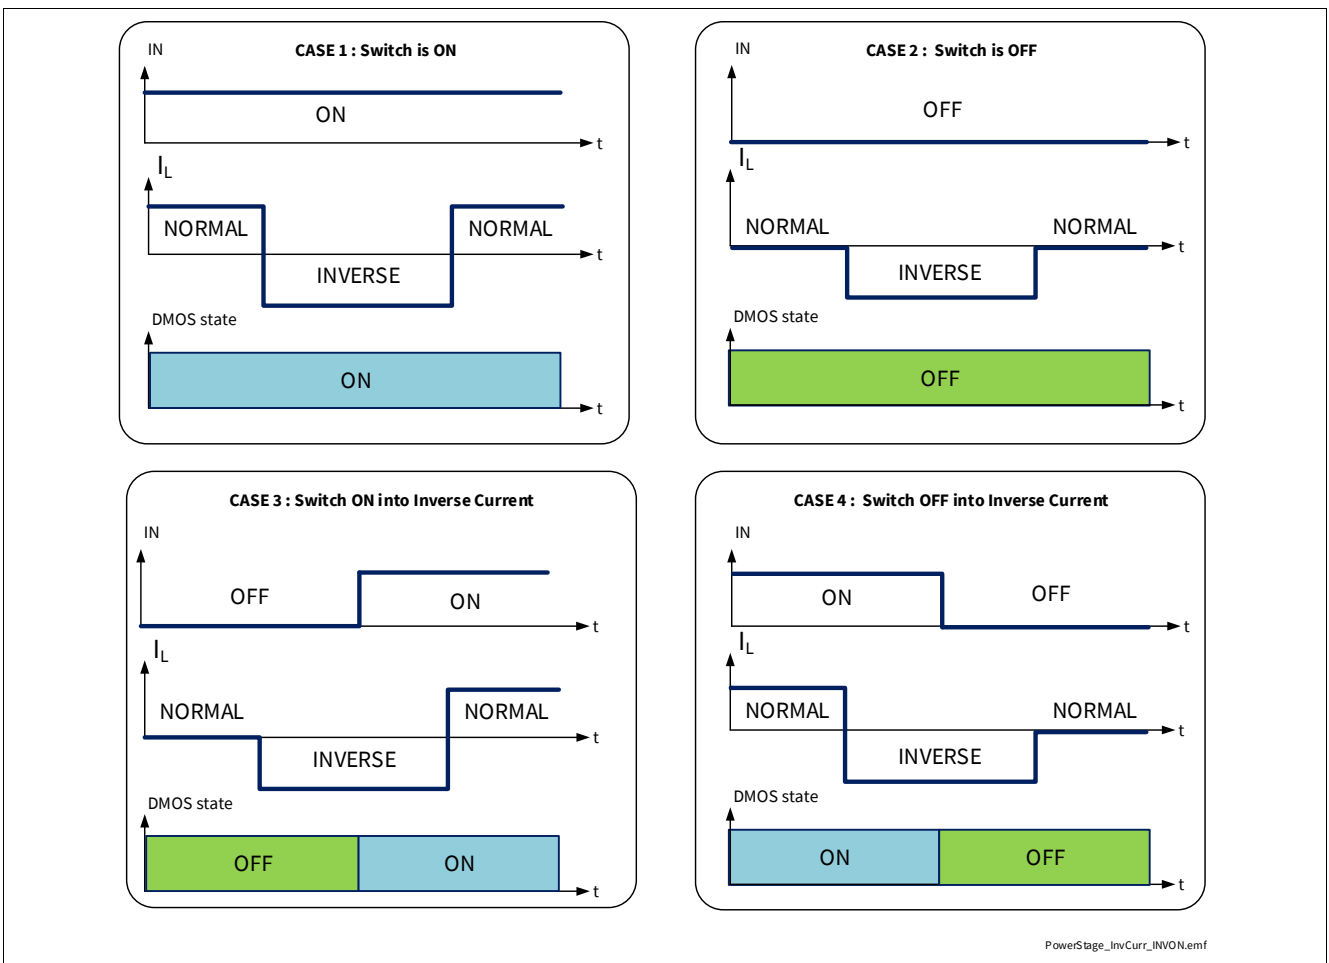 CASE 1 : Switch is ON
IN
ON
t
IL
NORMAL
NORMAL
INVERSE
t
DMOS state
ON
t
CASE 2 : Switch is OFF
IN
OFF
t
IL
NORMAL
NORMAL
INVERSE
t
DMOS state
OFF
t
CASE 3 : Switch ON into Inverse Current
IN
OFF
ON
t
IL
NORMAL
NORMAL
INVERSE
t
DMOS state
OFF
ON
t
CASE 4 : Switch OFF into Inverse Current
IN
ON
OFF
t
IL
NORMAL
NORMAL
INVERSE
t
DMOS state
ON
OFF
t
PowerStage_InvCurr_INVON.emf